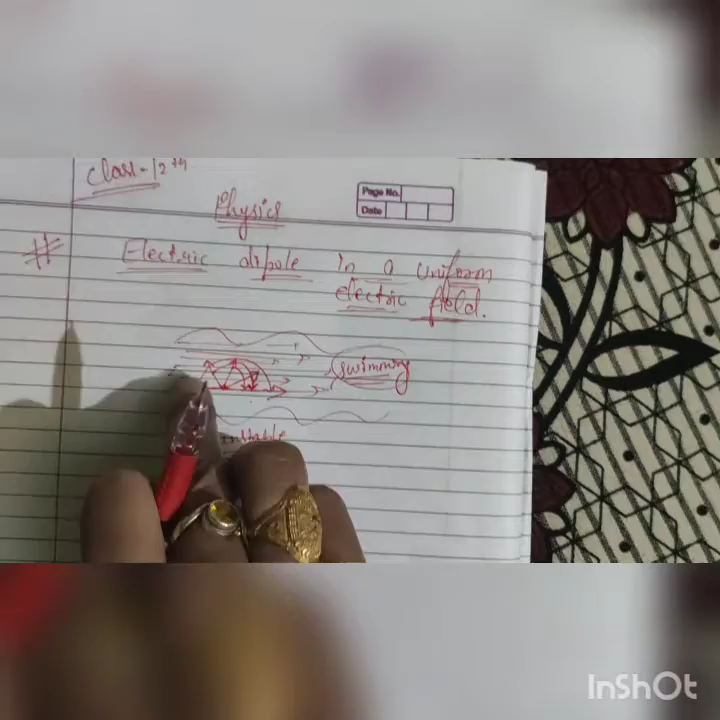 Class-12th
Physics
Page No.
Date
# Electric dipole in a uniform
electric field.
Swimming
InShOt